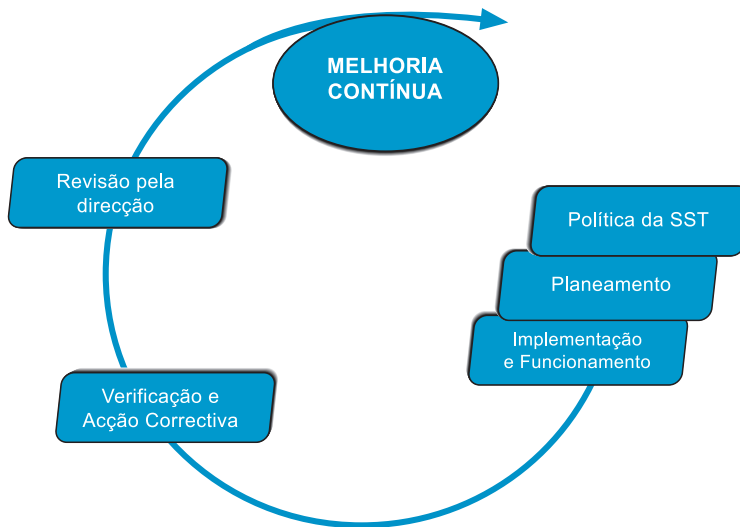 MELHORIA
CONTÍNUA
Política da SST
Planeamento
Implementação
e Funcionamento
Verificação e
Acção Correctiva
Revisão pela
direcção